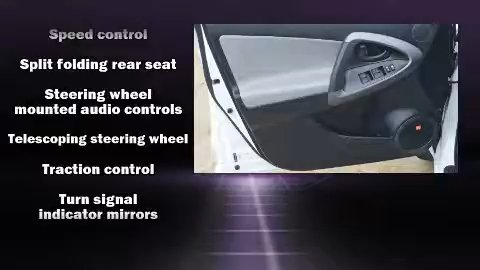 Speed control
Split folding rear seat
Steering wheel
mounted audio controls
Telescoping steering wheel
Traction control
Turn signal
indicator mirrors